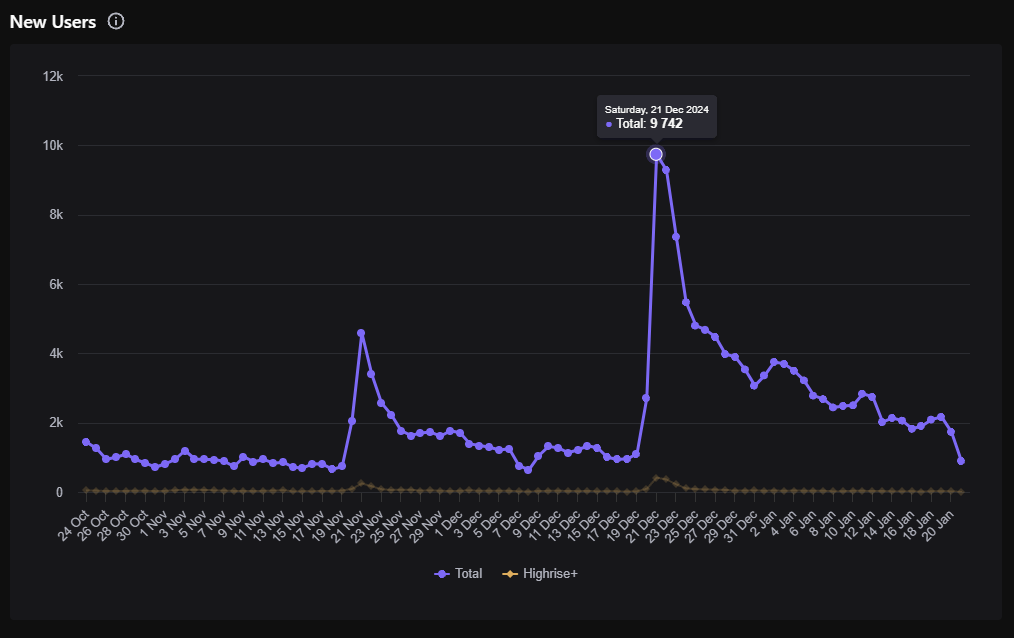 New Users
12k
10k
8k
6k
4k
2k
0
Saturday, 21 Dec 2024
Total: 9 742
24 Oct
26 Oct
28 Oct
30 Oct
1 Nov
3 Nov
5 Nov
7 Nov
9 Nov
11 Nov
13 Nov
15 Nov
17 Nov
19 Nov
21 Nov
23 Nov
25 Nov
27 Nov
29 Nov
1 Dec
3 Dec
5 Dec
7 Dec
9 Dec
11 Dec
13 Dec
15 Dec
17 Dec
19 Dec
21 Dec
23 Dec
25 Dec
27 Dec
29 Dec
31 Dec
2 Jan
4 Jan
6 Jan
8 Jan
10 Jan
12 Jan
14 Jan
16 Jan
18 Jan
20 Jan
Total
Highrise+